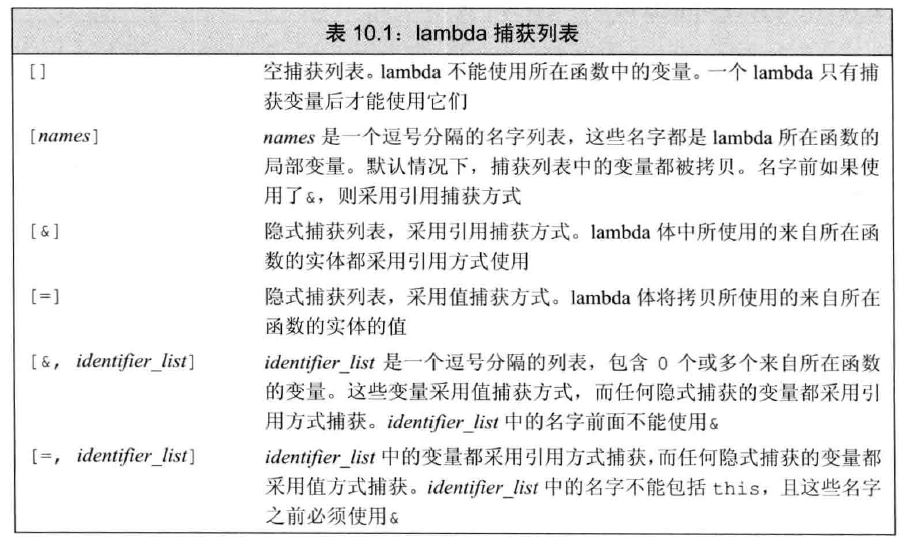 表 10.1：lambda 捕获列表
[] 空捕获列表。lambda 不能使用所在函数中的变量。一个 lambda 只有捕
获变量后才能使用它们
[names] names 是一个逗号分隔的名字列表，这些名字都是 lambda 所在函数的
局部变量。默认情况下，捕获列表中的变量都被拷贝。名字前如果使
用了&，则采用引用捕获方式
[&] 隐式捕获列表，采用引用捕获方式。lambda 体中所使用的来自所在函
数的实体都采用引用方式使用
[=] 隐式捕获列表，采用值捕获方式。lambda 体将拷贝所使用的来自所在
函数的实体的值
[&, identifier_list] identifier_list 是一个逗号分隔的列表，包含 0 个或多个来自所在函数
的变量。这些变量采用值捕获方式，而任何隐式捕获的变量都采用引
用方式捕获。identifier_list 中的名字前面不能使用&
[=, identifier_list] identifier_list 中的变量都采用引用方式捕获，而任何隐式捕获的变量都
采用值方式捕获。identifier_list 中的名字不能包括 this，且这些名字
之前必须使用&